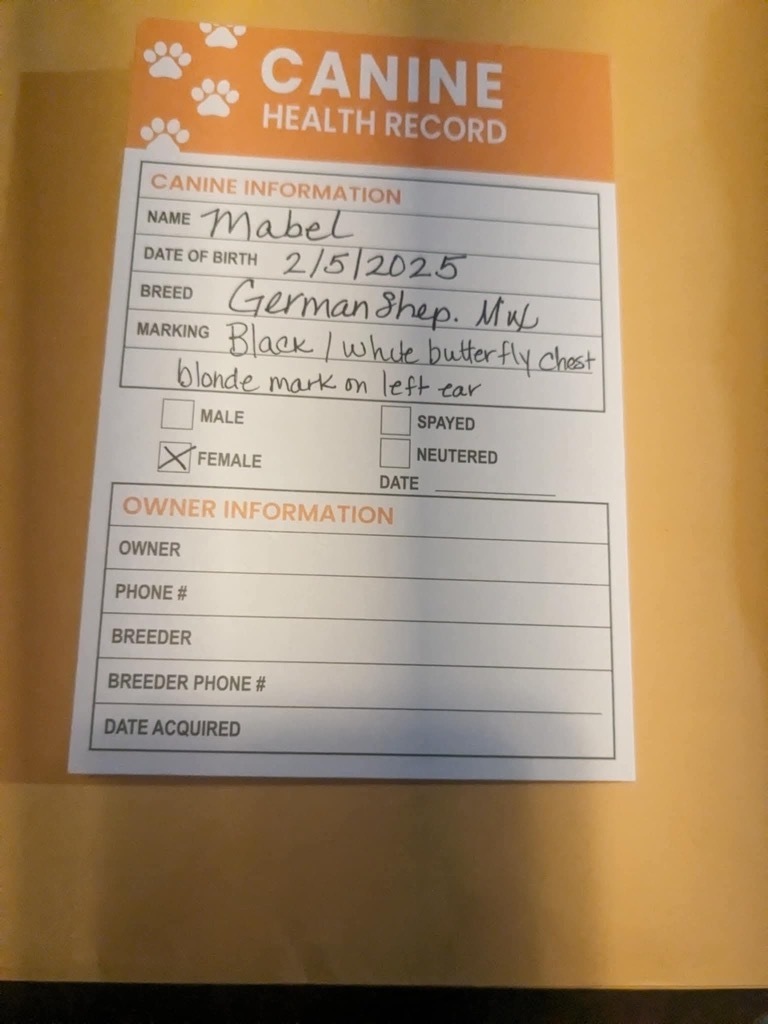 CANINE
HEALTH RECORD
CANINE INFORMATION
NAME Mabel
DATE OF BIRTH 2/5/2025
BREED German Shep. Mix
MARKING Black / white butterfly chest
blonde mark on left ear
MALE SPAYED
FEMALE NEUTERED
DATE
OWNER INFORMATION
OWNER
PHONE #
BREEDER
BREEDER PHONE #
DATE ACQUIRED